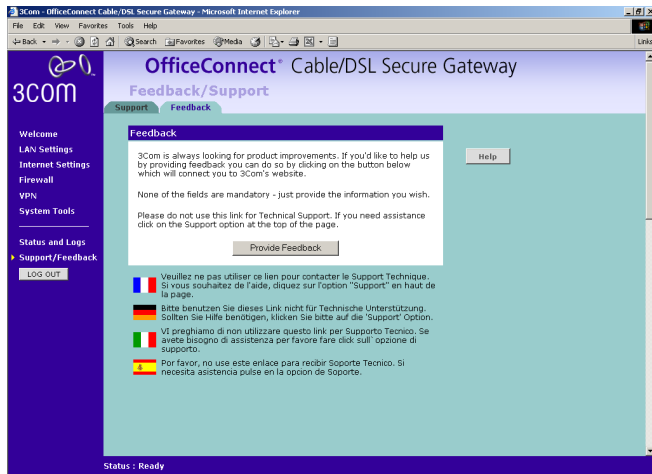 3Com - OfficeConnect Cable/DSL Secure Gateway - Microsoft Internet Explorer
File Edit View Favorites Tools Help
Back Search Favorites Media Links
3COM
OfficeConnect® Cable/DSL Secure Gateway
Feedback/Support
Support Feedback
Welcome
LAN Settings
Internet Settings
Firewall
VPN
System Tools
Status and Logs
Support/Feedback
LOG OUT
Feedback
3Com is always looking for product improvements. If you'd like to help us
by providing feedback you can do so by clicking on the button below
which will connect you to 3Com's website.
None of the fields are mandatory - just provide the information you wish.
Please do not use this link for Technical Support. If you need assistance
click on the Support option at the top of the page.
Provide Feedback
Help
Veuillez ne pas utiliser ce lien pour contacter le Support Technique.
Si vous souhaitez de l'aide, cliquez sur l'option "Support" en haut de
la page.
Bitte benutzen Sie dieses Link nicht für Technische Unterstützung.
Sollten Sie Hilfe benötigen, klicken Sie bitte auf die 'Support' Option.
VI preghiamo di non utilizzare questo link per Supporto Tecnico. Se
avete bisogno di assistenza per favore fare click sull` opzione di
supporto.
Por favor, no use este enlace para recibir Soporte Tecnico. Si
necesita asistencia pulse en la opcion de Soporte.
Status : Ready